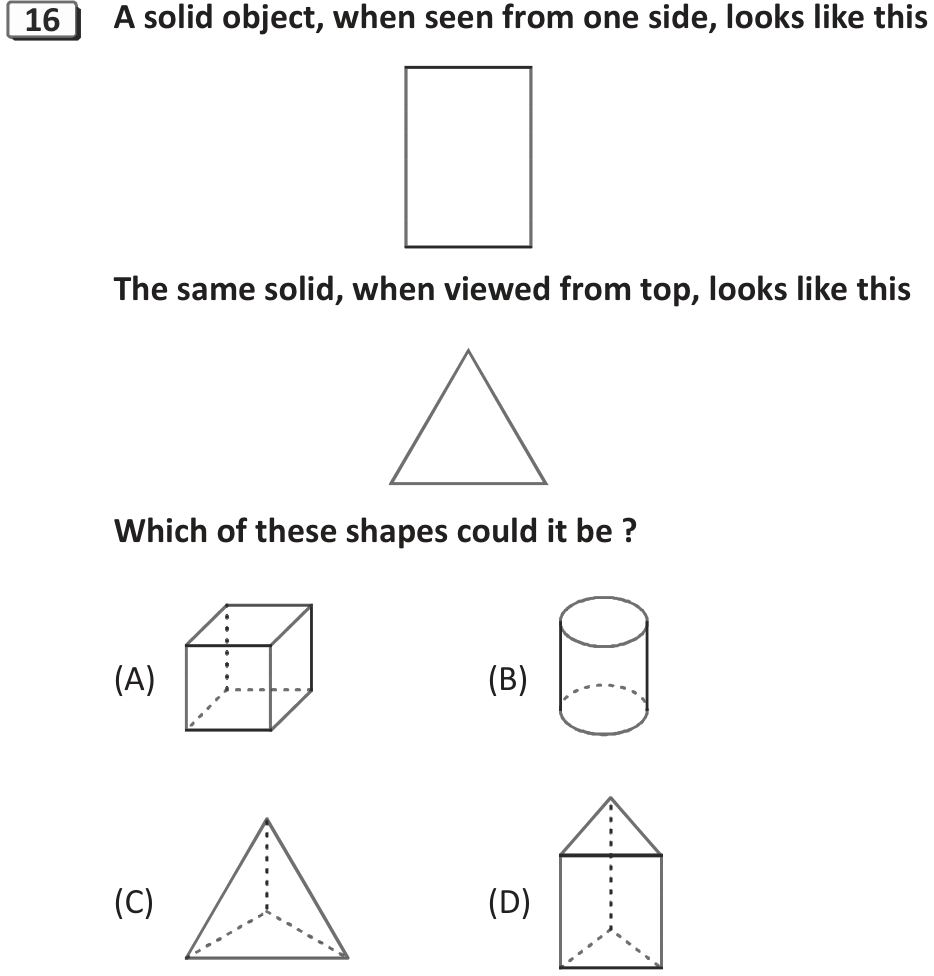 16 A solid object, when seen from one side, looks like this
The same solid, when viewed from top, looks like this
Which of these shapes could it be ?
(A) (B)
(C) (D)